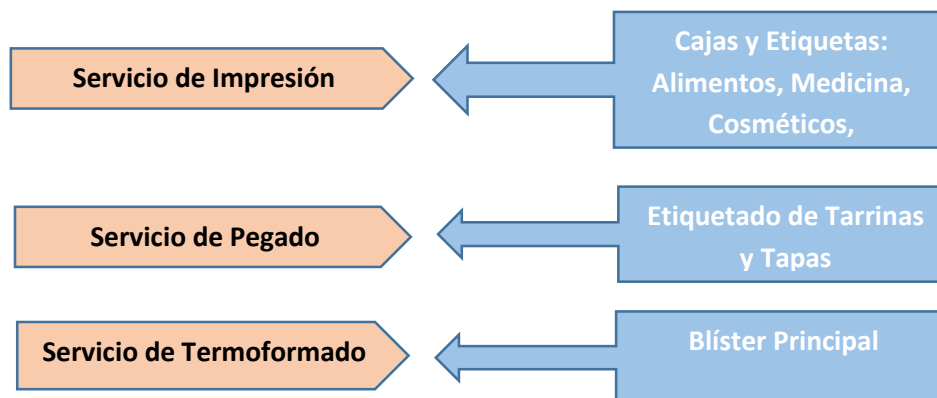 Servicio de Impresión
Cajas y Etiquetas:
Alimentos, Medicina,
Cosméticos,
Servicio de Pegado
Etiquetado de Tarrinas
y Tapas
Servicio de Termoformado
Blíster Principal